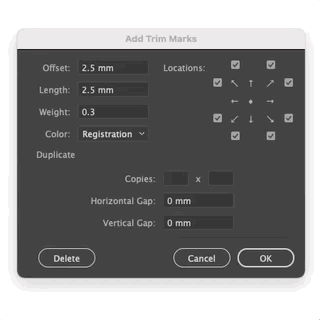 Add Trim Marks
Offset: 2.5 mm Locations:
Length: 2.5 mm
Weight: 0.3
Color: Registration
Duplicate
Copies: x
Horizontal Gap: 0 mm
Vertical Gap: 0 mm
Delete Cancel OK